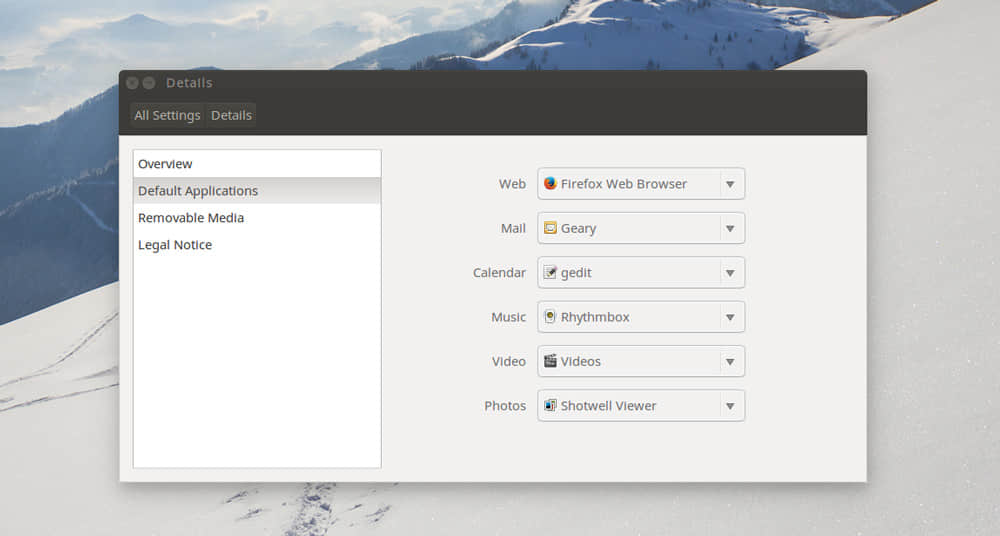 Details
All Settings
Details
Overview
Default Applications
Removable Media
Legal Notice
Web
Firefox Web Browser
Mail
Geary
Calendar
gedit
Music
Rhythmbox
Video
Videos
Photos
Shotwell Viewer